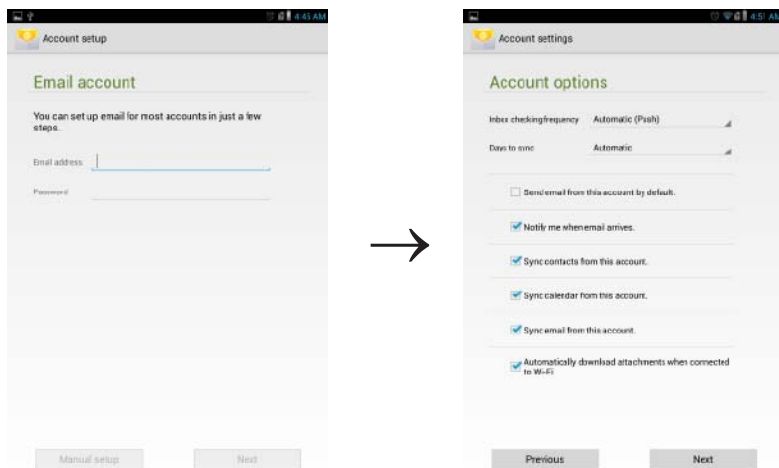 4:45 AM
Account setup
Email account
You can set up email for most accounts in just a few
steps.
Email address
Password
Manual setup
Next
→
4:51 AM
Account settings
Account options
Inbox checking frequency
Automatic (Push)
Days to sync
Automatic
Send email from this account by default.
Notify me when email arrives.
Sync contacts from this account.
Sync calendar from this account.
Sync email from this account.
Automatically download attachments when connected
to Wi-Fi
Previous
Next